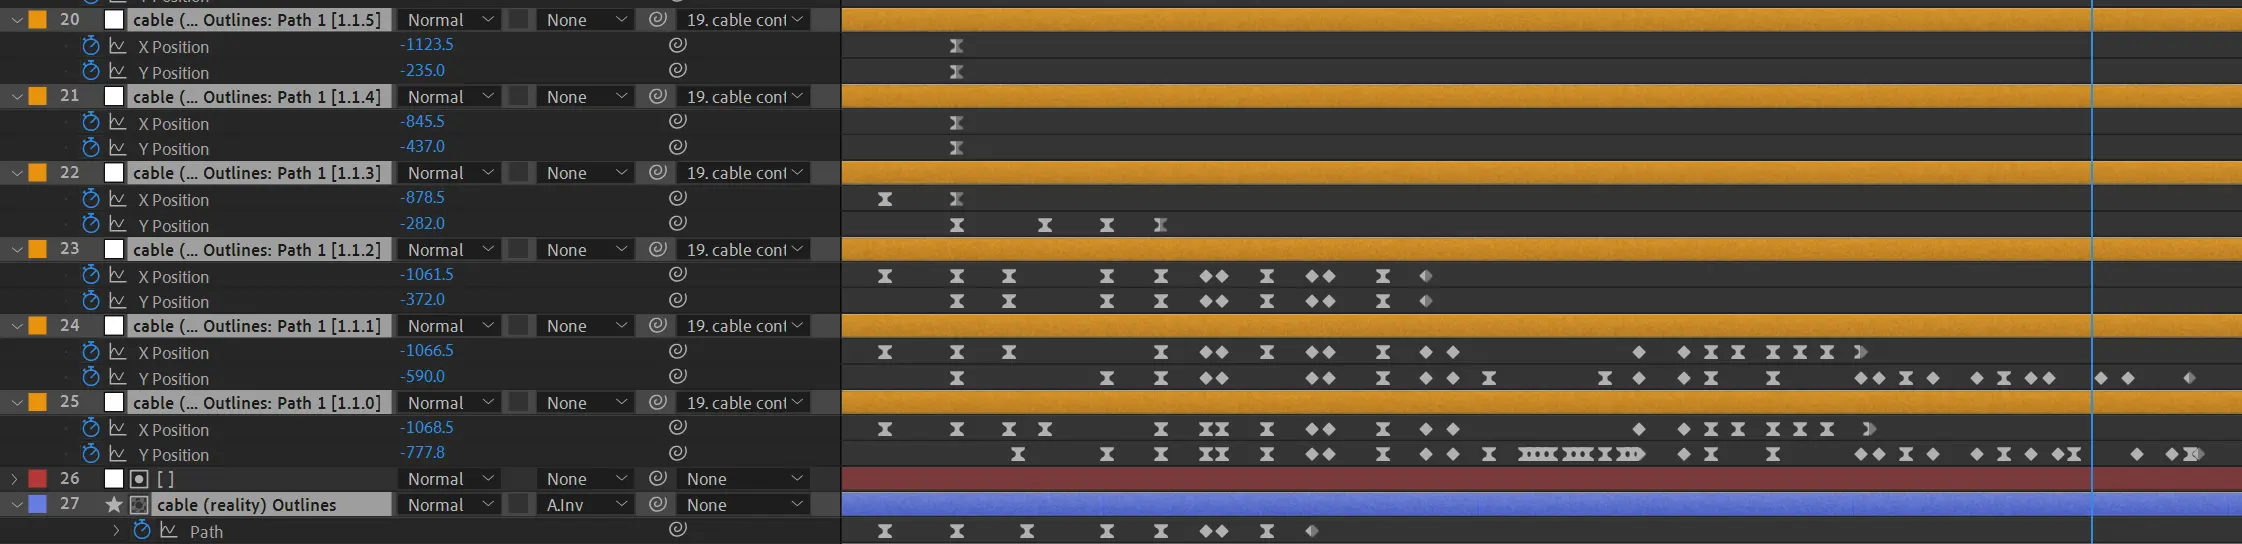 20 cable (... Outlines: Path 1 [1.1.5] Normal None 19. cable cont
X Position -1123.5
Y Position -235.0
21 cable (... Outlines: Path 1 [1.1.4] Normal None 19. cable cont
X Position -845.5
Y Position -437.0
22 cable (... Outlines: Path 1 [1.1.3] Normal None 19. cable cont
X Position -878.5
Y Position -282.0
23 cable (... Outlines: Path 1 [1.1.2] Normal None 19. cable cont
X Position -1061.5
Y Position -372.0
24 cable (... Outlines: Path 1 [1.1.1] Normal None 19. cable cont
X Position -1066.5
Y Position -590.0
25 cable (... Outlines: Path 1 [1.1.0] Normal None 19. cable cont
X Position -1068.5
Y Position -777.8
26 [ ] Normal None None
27 cable (reality) Outlines Normal A.Inv None
Path